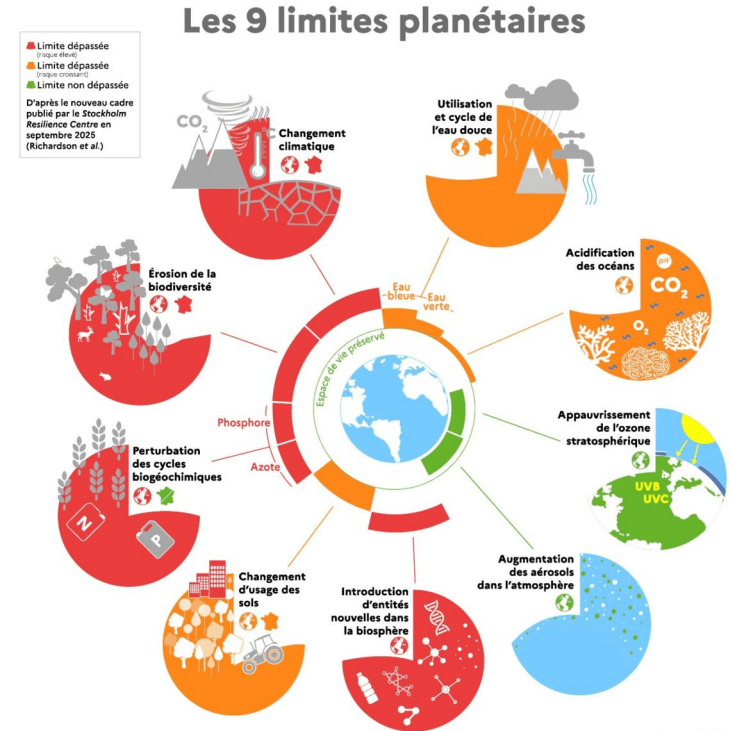 Les 9 limites planétaires
Limite dépassée
(risque élevé)
Limite dépassée
(risque croissant)
Limite non dépassée
D'après le nouveau cadre
publié par le Stockholm
Resilience Centre en
septembre 2025
(Richardson et al.)
CO2
°C
Changement
climatique
Utilisation
et cycle de
l'eau douce
Érosion de la
biodiversité
Acidification
des océans
pH
CO2
O2
Eau
bleue
Eau
verte
Espace de vie préservé
Phosphore
Azote
Perturbation
des cycles
biogéochimiques
N
P
Appauvrissement
de l'ozone
stratosphérique
UVB
UVC
Changement
d'usage des
sols
Introduction
d'entités
nouvelles dans
la biosphère
Augmentation
des aérosols
dans l'atmosphère